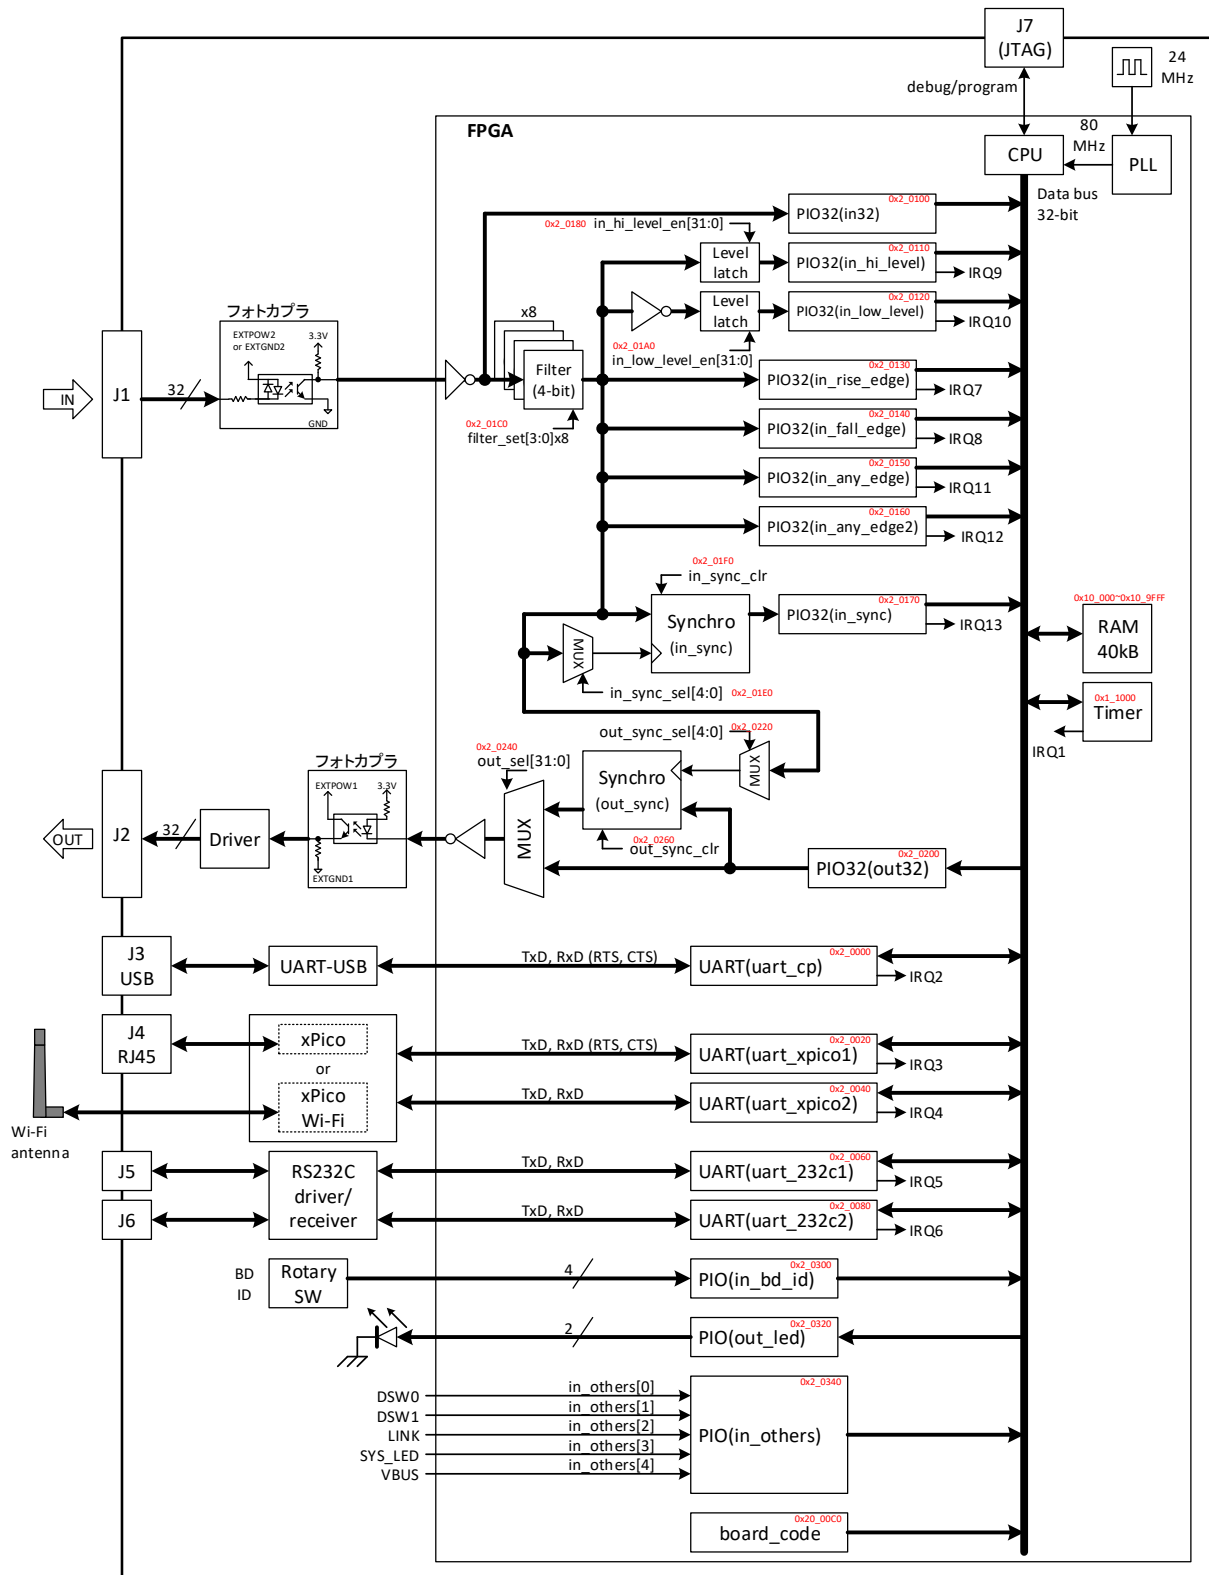 J7
(JTAG)
24
MHz
debug/program
FPGA
80
MHz
CPU
PLL
Data bus
32-bit
0x2_0100
PIO32(in32)
0x2_0180 in_hi_level_en[31:0]
Level
latch
0x2_0110
PIO32(in_hi_level)
IRQ9
Level
latch
0x2_0120
PIO32(in_low_level)
IRQ10
0x2_01A0
in_low_level_en[31:0]
フォトカプラ
EXTPOW2
or EXTGND2
3.3V
GND
J1
IN
32
x8
Filter
(4-bit)
0x2_01C0
filter_set[3:0]x8
0x2_0130
PIO32(in_rise_edge)
IRQ7
0x2_0140
PIO32(in_fall_edge)
IRQ8
0x2_0150
PIO32(in_any_edge)
IRQ11
0x2_0160
PIO32(in_any_edge2)
IRQ12
0x2_01F0
in_sync_clr
Synchro
(in_sync)
0x2_0170
PIO32(in_sync)
IRQ13
MUX
in_sync_sel[4:0] 0x2_01E0
0x10_000~0x10_9FFF
RAM
40kB
0x1_1000
Timer
IRQ1
0x2_0220
out_sync_sel[4:0]
MUX
0x2_0240
out_sel[31:0]
Synchro
(out_sync)
0x2_0260
out_sync_clr
MUX
フォトカプラ
EXTPOW1
3.3V
EXTGND1
J2
OUT
32
Driver
0x2_0200
PIO32(out32)
J3
USB
UART-USB
TxD, RxD (RTS, CTS)
0x2_0000
UART(uart_cp)
IRQ2
J4
RJ45
xPico
or
xPico
Wi-Fi
TxD, RxD (RTS, CTS)
0x2_0020
UART(uart_xpico1)
IRQ3
TxD, RxD
0x2_0040
UART(uart_xpico2)
IRQ4
Wi-Fi
antenna
J5
J6
RS232C
driver/
receiver
TxD, RxD
0x2_0060
UART(uart_232c1)
IRQ5
TxD, RxD
0x2_0080
UART(uart_232c2)
IRQ6
BD
ID
Rotary
SW
4
0x2_0300
PIO(in_bd_id)
2
0x2_0320
PIO(out_led)
DSW0
DSW1
LINK
SYS_LED
VBUS
in_others[0]
in_others[1]
in_others[2]
in_others[3]
in_others[4]
0x2_0340
PIO(in_others)
0x20_00C0
board_code